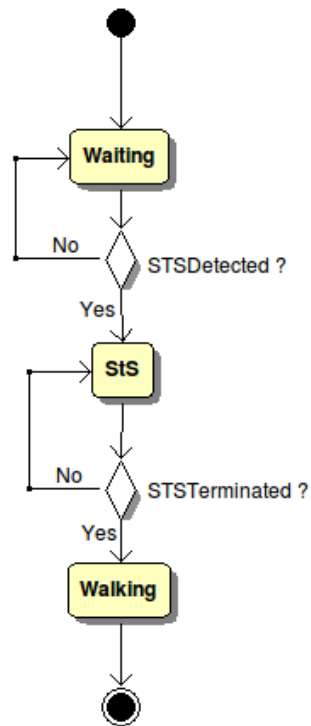 Waiting
No
STSDetected ?
Yes
StS
No
STSTerminated ?
Yes
Walking